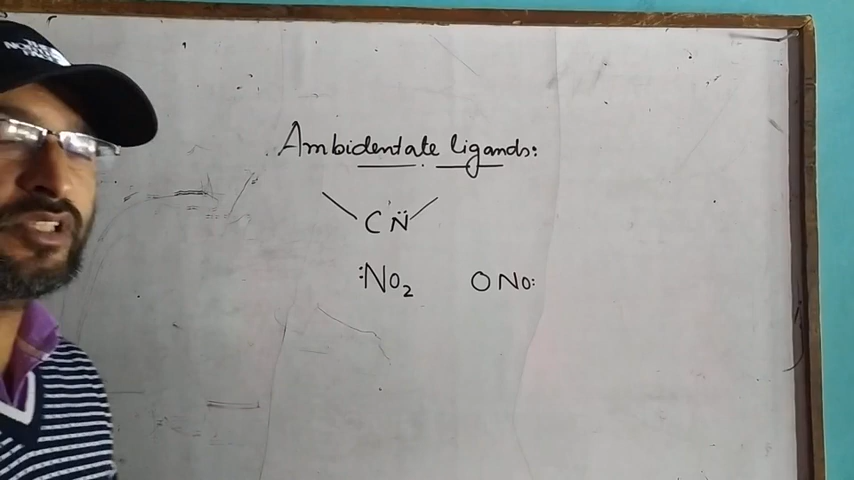 Ambidentate ligands:
CN̈
:NO₂ ONO: